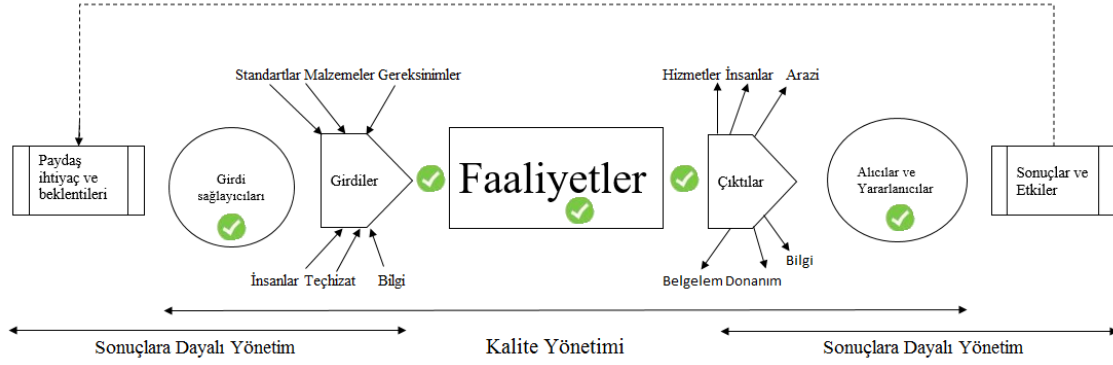 Standartlar Malzemeler Gereksinimler
Hizmetler İnsanlar Arazi
Paydaş
ihtiyaç ve
beklentileri
Girdi
sağlayıcıları
Girdiler
Faaliyetler
Çıktılar
Alıcılar ve
Yararlanıcılar
Sonuçlar ve
Etkiler
İnsanlar Teçhizat Bilgi
Bilgi
Belgelem Donanım
Sonuçlara Dayalı Yönetim
Kalite Yönetimi
Sonuçlara Dayalı Yönetim